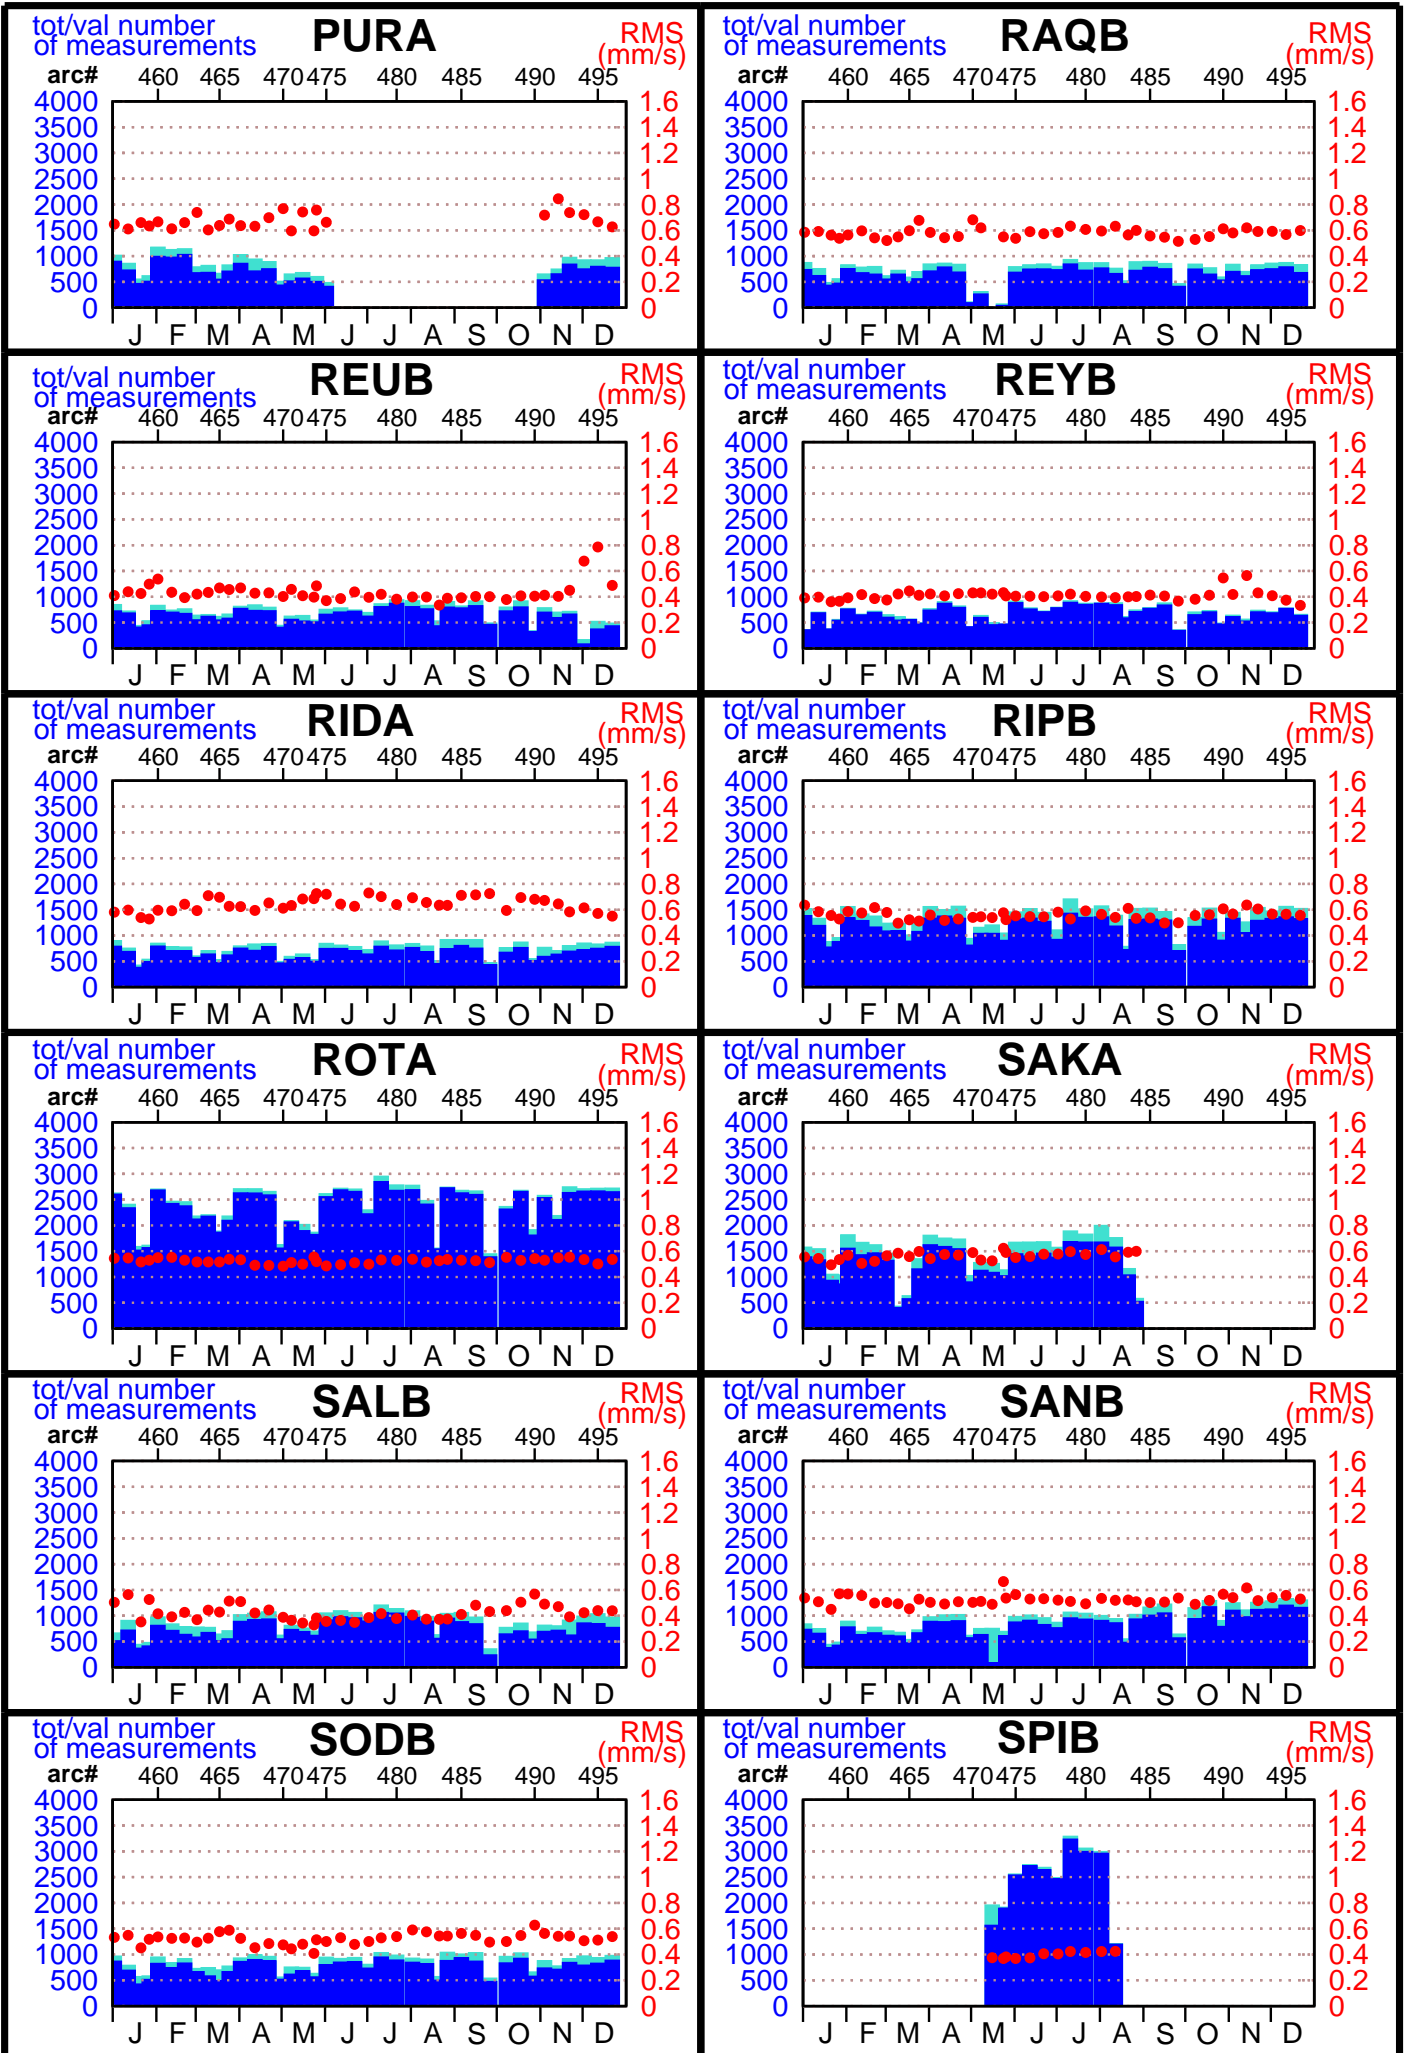 tot/val number
of measurements
PURA
RMS
(mm/s)
arc# 460 465 470 475 480 485 490 495
4000 1.6
3500 1.4
3000 1.2
2500 1
2000 0.8
1500 0.6
1000 0.4
500 0.2
0 0
J F M A M J J A S O N D
tot/val number
of measurements
RAQB
RMS
(mm/s)
arc# 460 465 470 475 480 485 490 495
4000 1.6
3500 1.4
3000 1.2
2500 1
2000 0.8
1500 0.6
1000 0.4
500 0.2
0 0
J F M A M J J A S O N D
tot/val number
of measurements
REUB
RMS
(mm/s)
arc# 460 465 470 475 480 485 490 495
4000 1.6
3500 1.4
3000 1.2
2500 1
2000 0.8
1500 0.6
1000 0.4
500 0.2
0 0
J F M A M J J A S O N D
tot/val number
of measurements
REYB
RMS
(mm/s)
arc# 460 465 470 475 480 485 490 495
4000 1.6
3500 1.4
3000 1.2
2500 1
2000 0.8
1500 0.6
1000 0.4
500 0.2
0 0
J F M A M J J A S O N D
tot/val number
of measurements
RIDA
RMS
(mm/s)
arc# 460 465 470 475 480 485 490 495
4000 1.6
3500 1.4
3000 1.2
2500 1
2000 0.8
1500 0.6
1000 0.4
500 0.2
0 0
J F M A M J J A S O N D
tot/val number
of measurements
RIPB
RMS
(mm/s)
arc# 460 465 470 475 480 485 490 495
4000 1.6
3500 1.4
3000 1.2
2500 1
2000 0.8
1500 0.6
1000 0.4
500 0.2
0 0
J F M A M J J A S O N D
tot/val number
of measurements
ROTA
RMS
(mm/s)
arc# 460 465 470 475 480 485 490 495
4000 1.6
3500 1.4
3000 1.2
2500 1
2000 0.8
1500 0.6
1000 0.4
500 0.2
0 0
J F M A M J J A S O N D
tot/val number
of measurements
SAKA
RMS
(mm/s)
arc# 460 465 470 475 480 485 490 495
4000 1.6
3500 1.4
3000 1.2
2500 1
2000 0.8
1500 0.6
1000 0.4
500 0.2
0 0
J F M A M J J A S O N D
tot/val number
of measurements
SALB
RMS
(mm/s)
arc# 460 465 470 475 480 485 490 495
4000 1.6
3500 1.4
3000 1.2
2500 1
2000 0.8
1500 0.6
1000 0.4
500 0.2
0 0
J F M A M J J A S O N D
tot/val number
of measurements
SANB
RMS
(mm/s)
arc# 460 465 470 475 480 485 490 495
4000 1.6
3500 1.4
3000 1.2
2500 1
2000 0.8
1500 0.6
1000 0.4
500 0.2
0 0
J F M A M J J A S O N D
tot/val number
of measurements
SODB
RMS
(mm/s)
arc# 460 465 470 475 480 485 490 495
4000 1.6
3500 1.4
3000 1.2
2500 1
2000 0.8
1500 0.6
1000 0.4
500 0.2
0 0
J F M A M J J A S O N D
tot/val number
of measurements
SPIB
RMS
(mm/s)
arc# 460 465 470 475 480 485 490 495
4000 1.6
3500 1.4
3000 1.2
2500 1
2000 0.8
1500 0.6
1000 0.4
500 0.2
0 0
J F M A M J J A S O N D